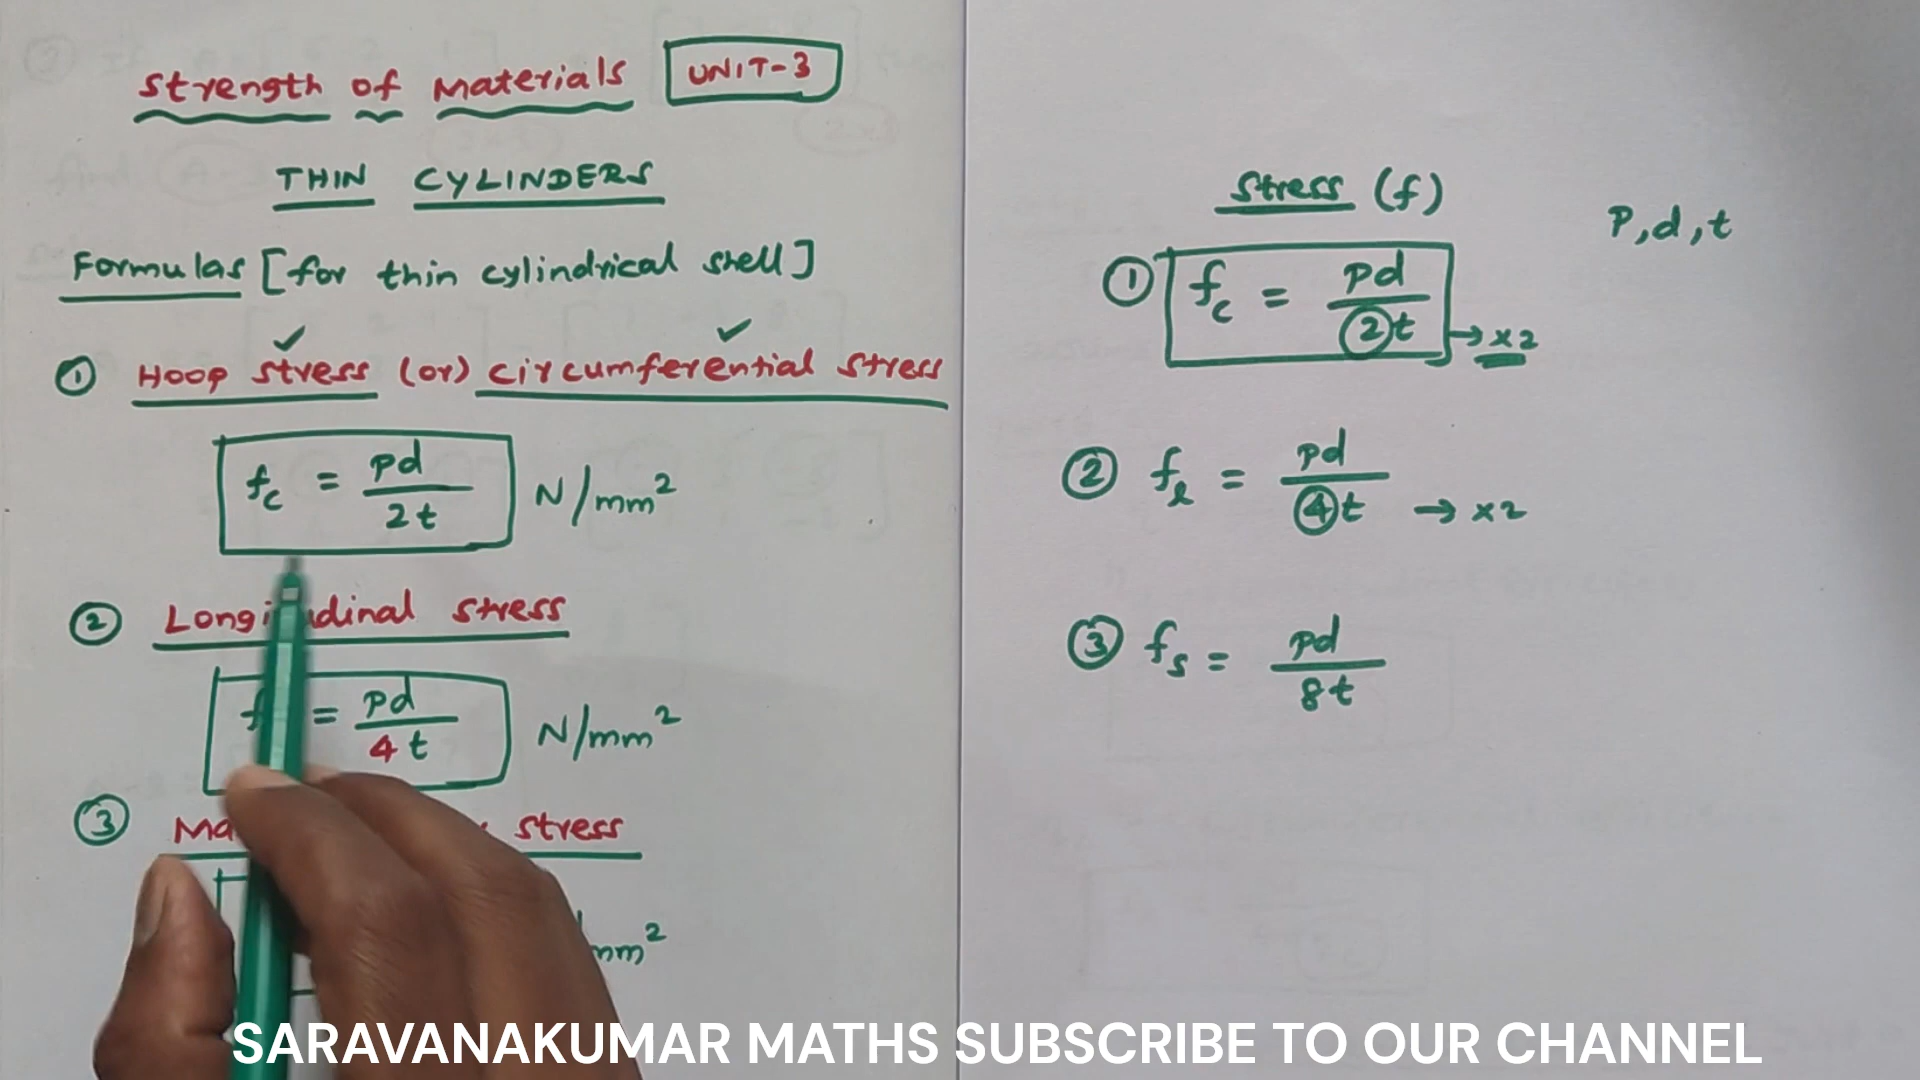 Strength of Materials UNIT-3
THIN CYLINDERS
Formulas [for thin cylindrical shell]
① Hoop stress (or) circumferential stress
fc = pd/2t N/mm²
② Longitudinal stress
= pd/4t N/mm²
③ stress
mm²
Stress (f)
P, d, t
① fc = pd/2t → x2
② fl = pd/4t → x2
③ fs = pd/8t
SARAVANAKUMAR MATHS SUBSCRIBE TO OUR CHANNEL